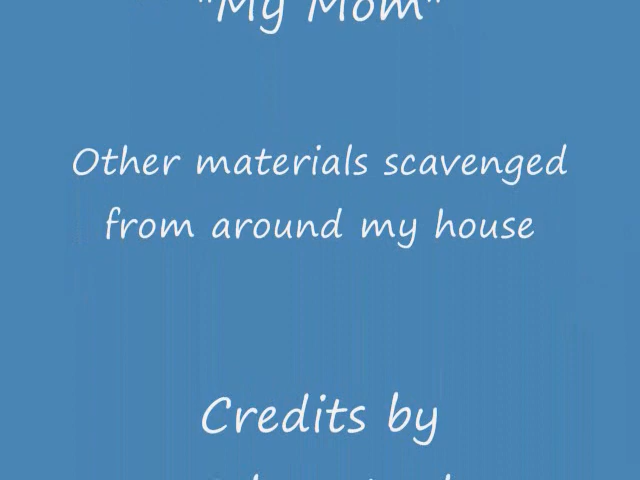 "My Mom"
Other materials scavenged
from around my house
Credits by